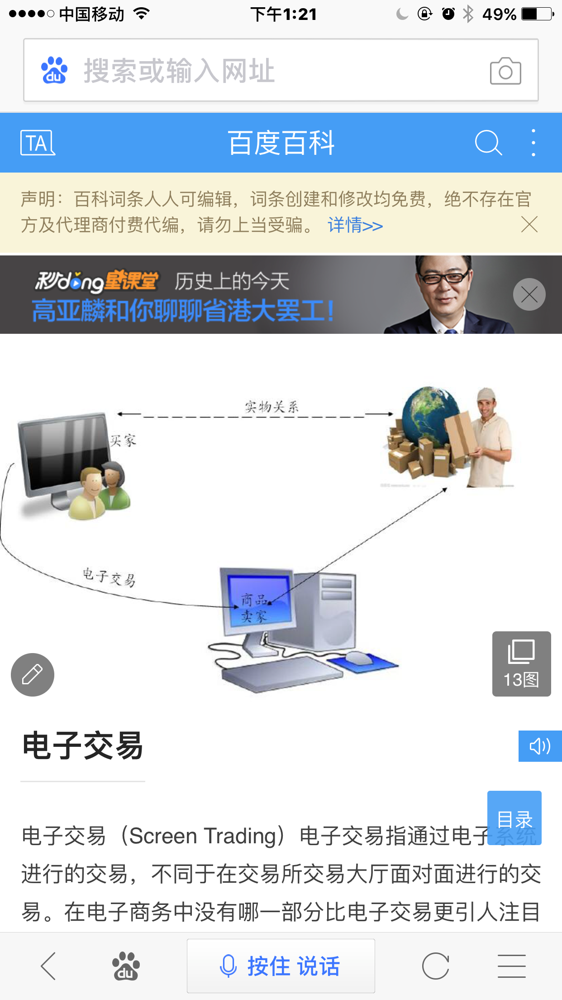 中国移动
下午1:21
49%
du
搜索或输入网址
TA
百度百科
声明：百科词条人人可编辑，词条创建和修改均免费，绝不存在官
方及代理商付费代编，请勿上当受骗。 详情>>
秒dǒng星课堂
历史上的今天
高亚麟和你聊聊省港大罢工!
实物关系
买家
电子交易
商品
卖家
13图
电子交易
目录
电子交易（Screen Trading）电子交易指通过电子系统
进行的交易，不同于在交易所交易大厅面对面进行的交
易。在电子商务中没有哪一部分比电子交易更引人注目
du
按住 说话